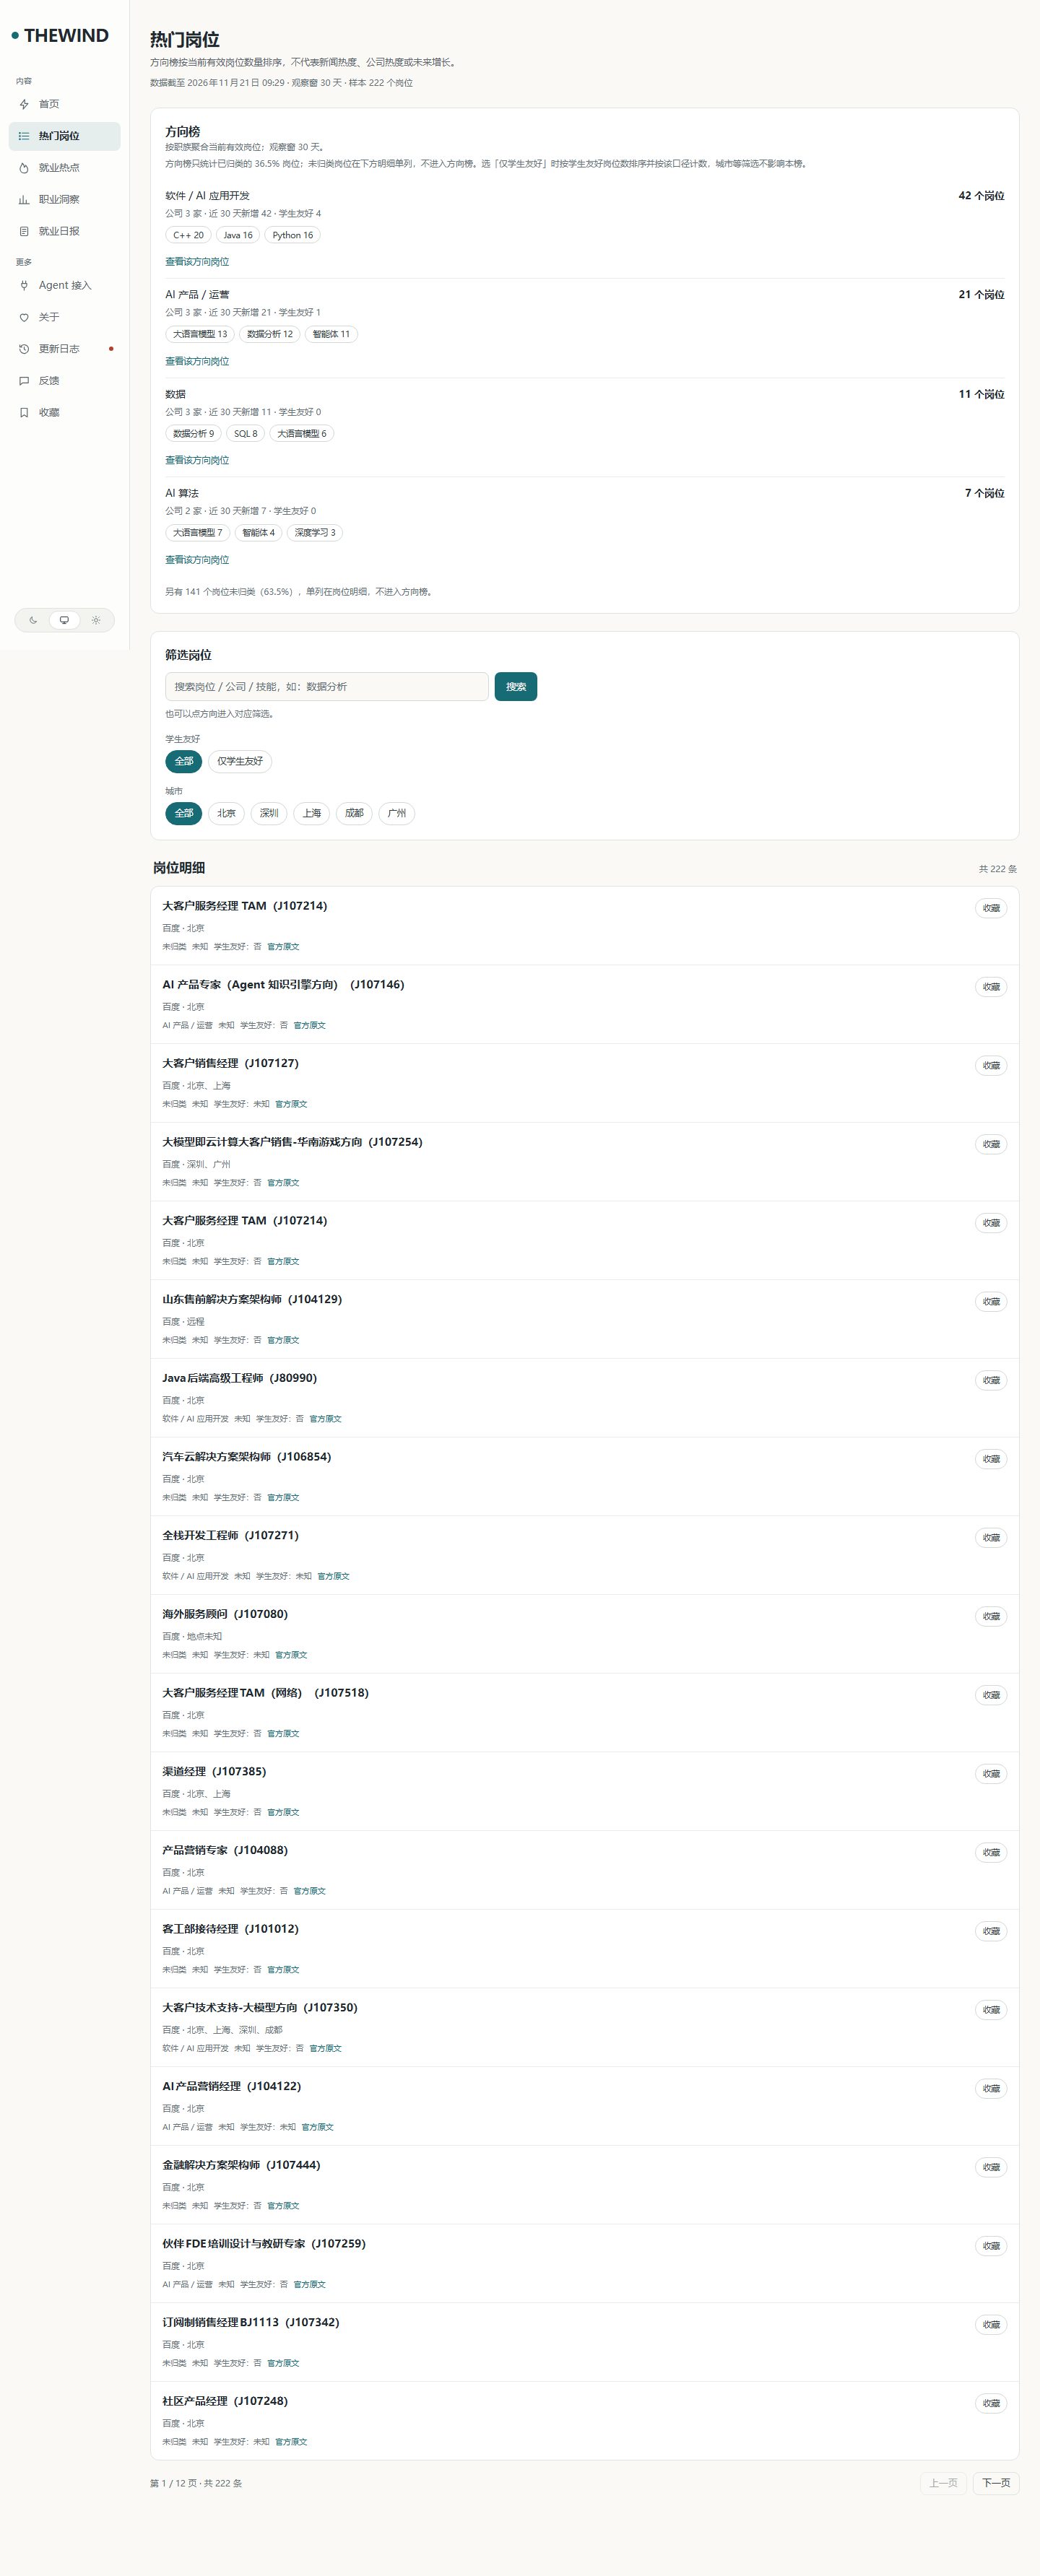 THEWIND
内容
首页
热门岗位
就业热点
职业洞察
就业日报
更多
Agent 接入
关于
更新日志
反馈
收藏
热门岗位
方向榜按当前有效岗位数量排序，不代表新闻热度、公司热度或未来增长。
数据截至 2026年11月21日 09:29 · 观察窗 30 天 · 样本 222 个岗位
方向榜
按职族聚合当前有效岗位；观察窗 30 天。
方向榜只统计已归类的 36.5% 岗位；未归类岗位在下方明细单列，不进入方向榜。选「仅学生友好」时按学生友好岗位数排序并按该口径计数，城市等筛选不影响本榜。
软件 / AI 应用开发
42 个岗位
公司 3 家 · 近 30 天新增 42 · 学生友好 4
C++ 20 Java 16 Python 16
查看该方向岗位
AI 产品 / 运营
21 个岗位
公司 3 家 · 近 30 天新增 21 · 学生友好 1
大语言模型 13 数据分析 12 智能体 11
查看该方向岗位
数据
11 个岗位
公司 3 家 · 近 30 天新增 11 · 学生友好 0
数据分析 9 SQL 8 大语言模型 6
查看该方向岗位
AI 算法
7 个岗位
公司 2 家 · 近 30 天新增 7 · 学生友好 0
大语言模型 7 智能体 4 深度学习 3
查看该方向岗位
另有 141 个岗位未归类（63.5%），单列在岗位明细，不进入方向榜。
筛选岗位
搜索岗位 / 公司 / 技能，如：数据分析
搜索
也可以点方向进入对应筛选。
学生友好
全部 仅学生友好
城市
全部 北京 深圳 上海 成都 广州
岗位明细
共 222 条
大客户服务经理 TAM（J107214）
收藏
百度 · 北京
未归类 未知 学生友好：否 官方原文
AI 产品专家（Agent 知识引擎方向）（J107146）
收藏
百度 · 北京
AI 产品 / 运营 未知 学生友好：否 官方原文
大客户销售经理（J107127）
收藏
百度 · 北京、上海
未归类 未知 学生友好：未知 官方原文
大模型即云计算大客户销售-华南游戏方向（J107254）
收藏
百度 · 深圳、广州
未归类 未知 学生友好：否 官方原文
大客户服务经理 TAM（J107214）
收藏
百度 · 北京
未归类 未知 学生友好：否 官方原文
山东售前解决方案架构师（J104129）
收藏
百度 · 远程
未归类 未知 学生友好：否 官方原文
Java后端高级工程师（J80990）
收藏
百度 · 北京
软件 / AI 应用开发 未知 学生友好：否 官方原文
汽车云解决方案架构师（J106854）
收藏
百度 · 北京
未归类 未知 学生友好：否 官方原文
全栈开发工程师（J107271）
收藏
百度 · 北京
软件 / AI 应用开发 未知 学生友好：未知 官方原文
海外服务顾问（J107080）
收藏
百度 · 地点未知
未归类 未知 学生友好：未知 官方原文
大客户服务经理TAM（网络）（J107518）
收藏
百度 · 北京
未归类 未知 学生友好：否 官方原文
渠道经理（J107385）
收藏
百度 · 北京、上海
未归类 未知 学生友好：否 官方原文
产品营销专家（J104088）
收藏
百度 · 北京
AI 产品 / 运营 未知 学生友好：否 官方原文
客工部接待经理（J101012）
收藏
百度 · 北京
未归类 未知 学生友好：否 官方原文
大客户技术支持-大模型方向（J107350）
收藏
百度 · 北京、上海、深圳、成都
软件 / AI 应用开发 未知 学生友好：否 官方原文
AI产品营销经理（J104122）
收藏
百度 · 北京
AI 产品 / 运营 未知 学生友好：未知 官方原文
金融解决方案架构师（J107444）
收藏
百度 · 北京
未归类 未知 学生友好：否 官方原文
伙伴FDE培训设计与教研专家（J107259）
收藏
百度 · 北京
AI 产品 / 运营 未知 学生友好：否 官方原文
订阅制销售经理BJ1113（J107342）
收藏
百度 · 北京
未归类 未知 学生友好：否 官方原文
社区产品经理（J107248）
收藏
百度 · 北京
未归类 未知 学生友好：未知 官方原文
第 1 / 12 页 · 共 222 条
上一页 下一页